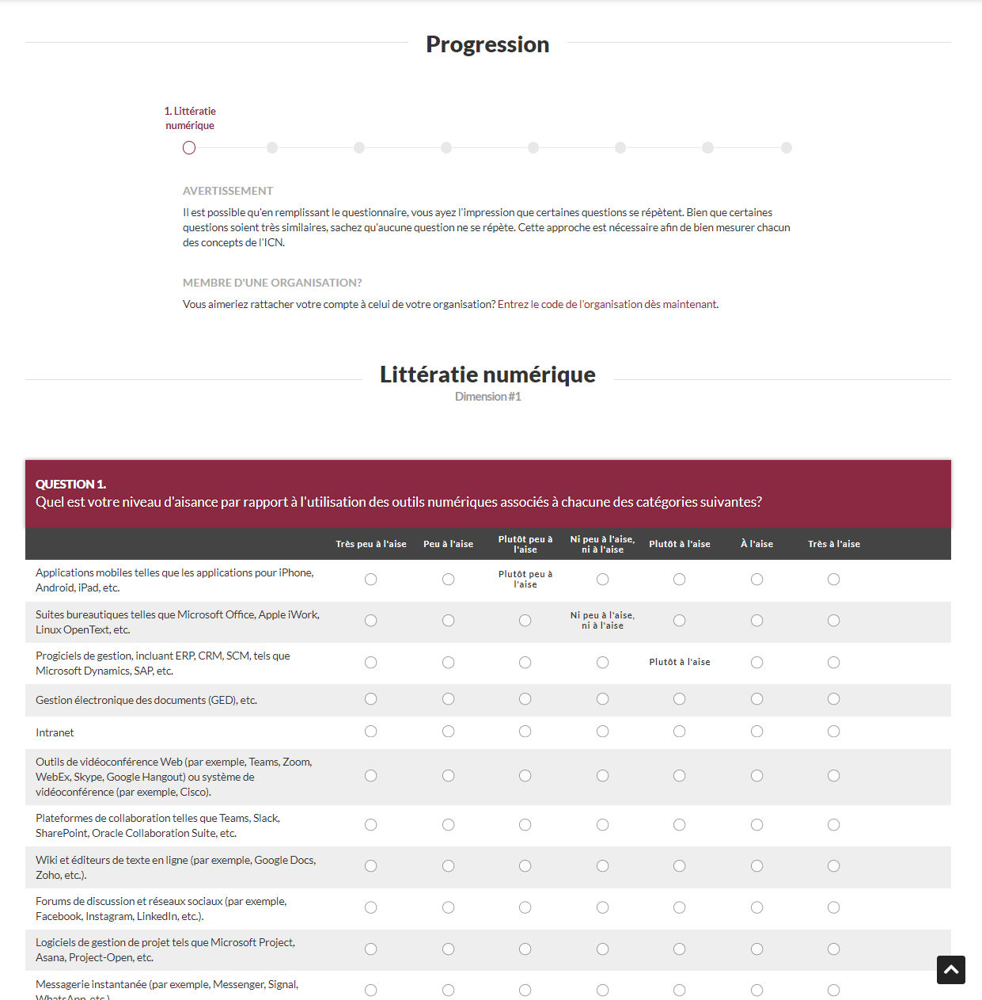 Progression
1. Littératie
numérique
AVERTISSEMENT
Il est possible qu'en remplissant le questionnaire, vous ayez l'impression que certaines questions se répètent. Bien que certaines
questions soient très similaires, sachez qu'aucune question ne se répète. Cette approche est nécessaire afin de bien mesurer chacun
des concepts de l'ICN.
MEMBRE D'UNE ORGANISATION?
Vous aimeriez rattacher votre compte à celui de votre organisation? Entrez le code de l'organisation dès maintenant.
Littératie numérique
Dimension #1
QUESTION 1.
Quel est votre niveau d'aisance par rapport à l'utilisation des outils numériques associés à chacune des catégories suivantes?
Très peu à l'aise Peu à l'aise Plutôt peu à l'aise Ni peu à l'aise, ni à l'aise Plutôt à l'aise À l'aise Très à l'aise
Applications mobiles telles que les applications pour iPhone,
Android, iPad, etc.
Plutôt peu à
l'aise
Suites bureautiques telles que Microsoft Office, Apple iWork,
Linux OpenText, etc.
Ni peu à l'aise,
ni à l'aise
Progiciels de gestion, incluant ERP, CRM, SCM, tels que
Microsoft Dynamics, SAP, etc.
Plutôt à l'aise
Gestion électronique des documents (GED), etc.
Intranet
Outils de vidéoconférence Web (par exemple, Teams, Zoom,
WebEx, Skype, Google Hangout) ou système de
vidéoconférence (par exemple, Cisco).
Plateformes de collaboration telles que Teams, Slack,
SharePoint, Oracle Collaboration Suite, etc.
Wiki et éditeurs de texte en ligne (par exemple, Google Docs,
Zoho, etc.).
Forums de discussion et réseaux sociaux (par exemple,
Facebook, Instagram, LinkedIn, etc.).
Logiciels de gestion de projet tels que Microsoft Project,
Asana, Project-Open, etc.
Messagerie instantanée (par exemple, Messenger, Signal,
WhatsApp, etc.)